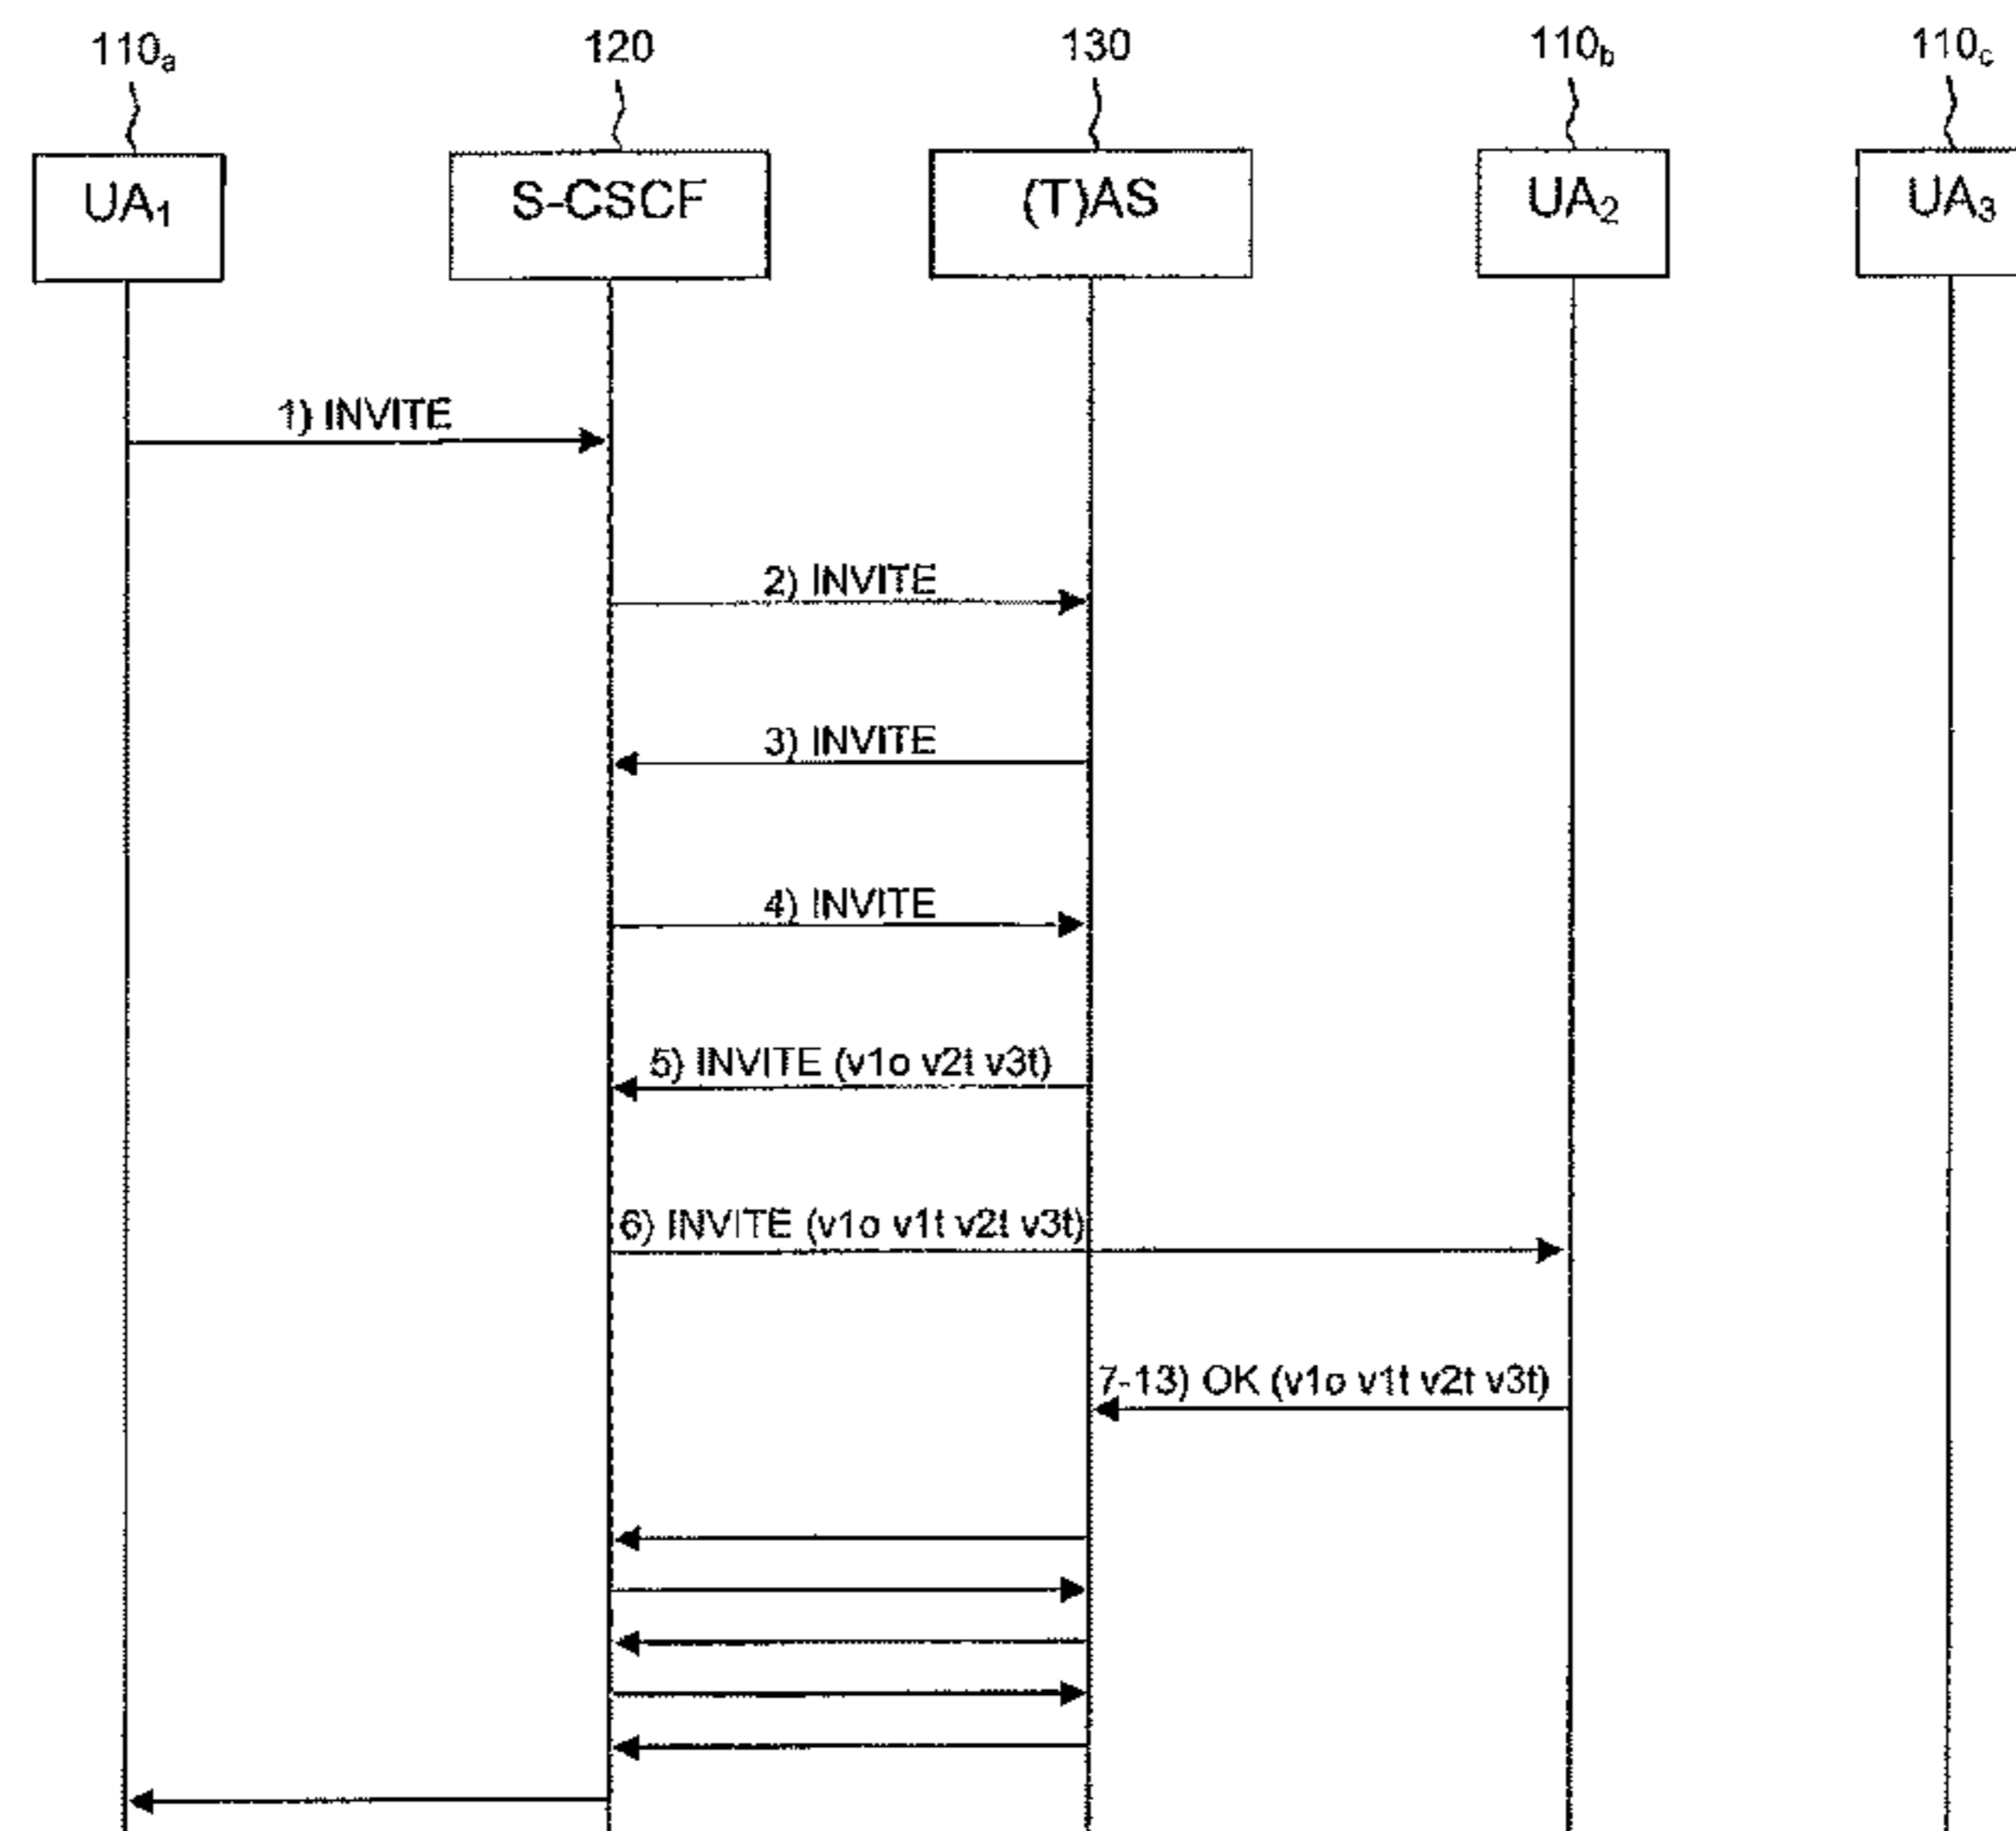 110a 120 130 110b 110c
UA1 S-CSCF (T)AS UA2 UA3
1) INVITE
2) INVITE
3) INVITE
4) INVITE
5) INVITE (v1o v2t v3t)
6) INVITE (v1o v1t v2t v3t)
7-13) OK (v1o v1t v2t v3t)